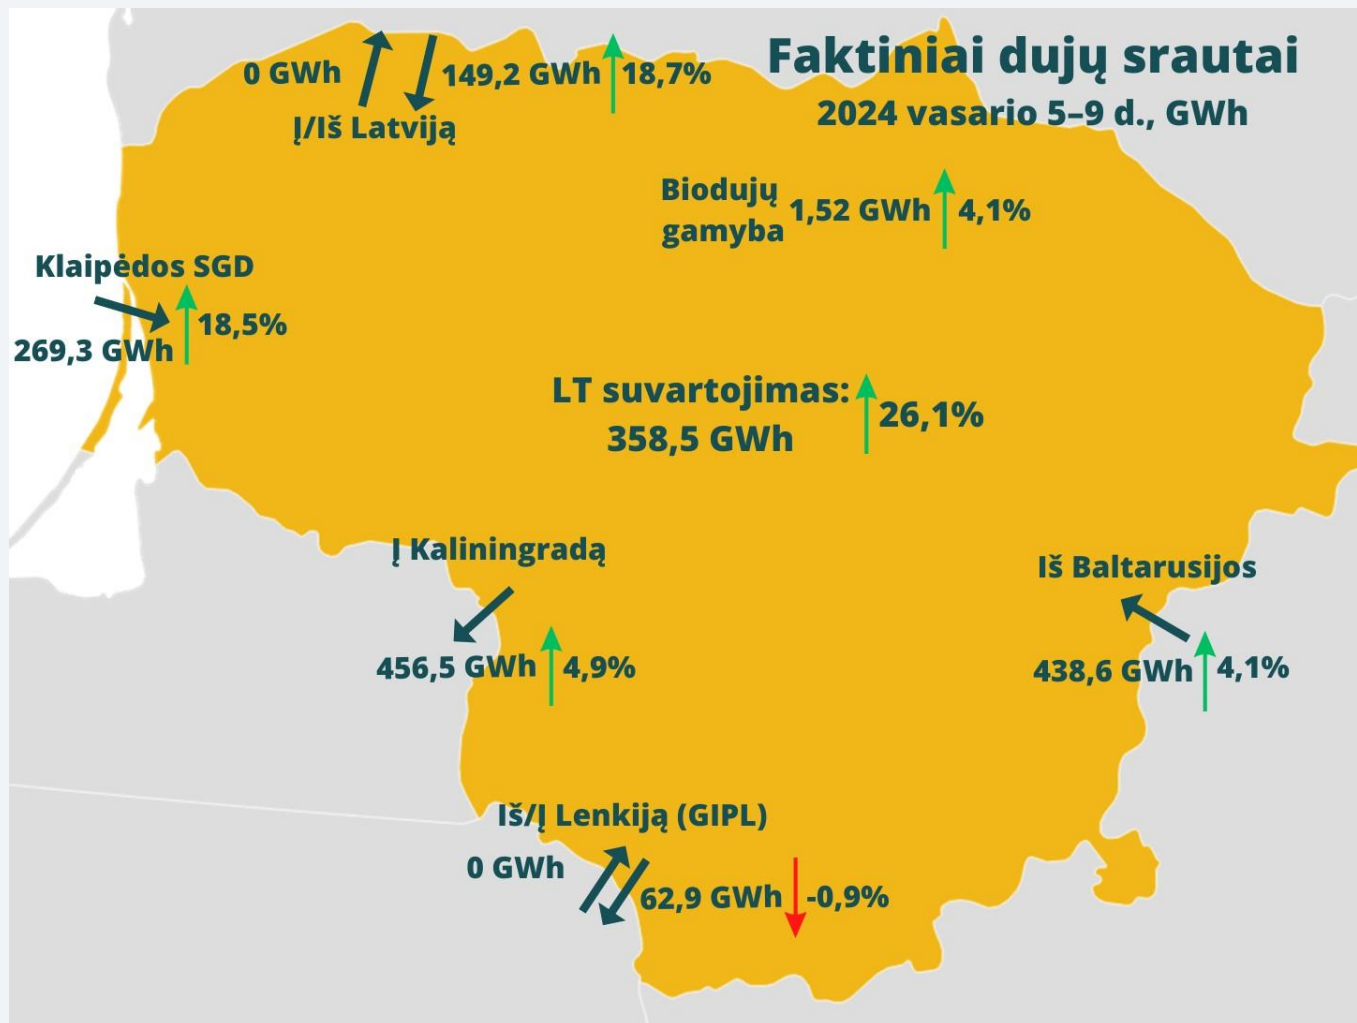 Faktiniai dujų srautai
2024 vasario 5–9 d., GWh
0 GWh
149,2 GWh
18,7%
Į/Iš Latviją
Biodujų
gamyba
1,52 GWh
4,1%
Klaipėdos SGD
18,5%
269,3 GWh
LT suvartojimas:
358,5 GWh
26,1%
Į Kaliningradą
456,5 GWh
4,9%
Iš Baltarusijos
438,6 GWh
4,1%
Iš/Į Lenkiją (GIPL)
0 GWh
62,9 GWh
-0,9%